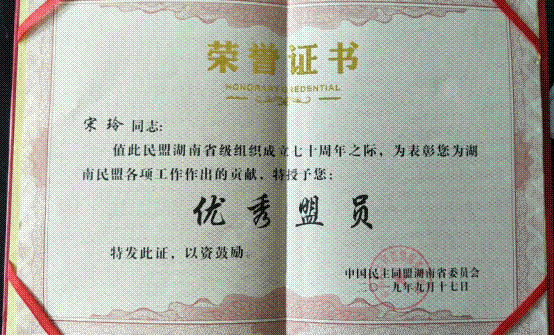 荣誉证书
HONORARY CREDENTIAL
宋玲 同志:
值此民盟湖南省级组织成立七十周年之际，为表彰您为湖
南民盟各项工作作出的贡献，特授予您：
优秀盟员
特发此证，以资鼓励。
中国民主同盟湖南省委员会
二〇一九年九月十七日